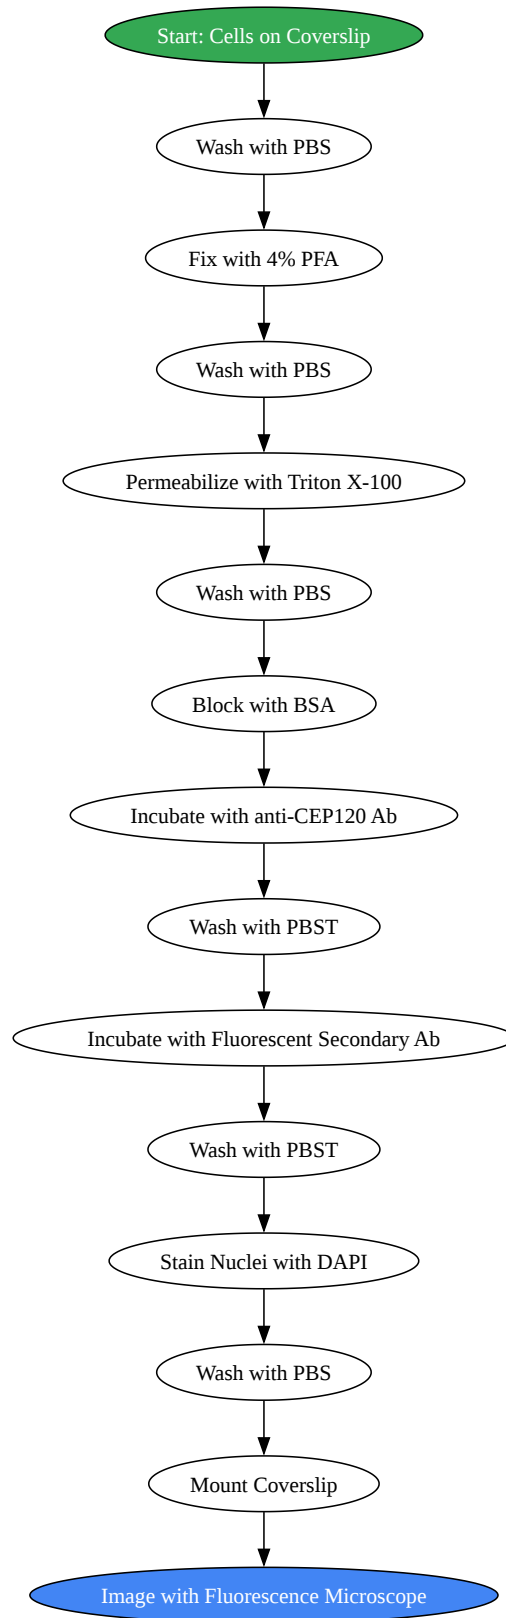 Start: Cells on Coverslip
Wash with PBS
Fix with 4% PFA
Wash with PBS
Permeabilize with Triton X-100
Wash with PBS
Block with BSA
Incubate with anti-CEP120 Ab
Wash with PBST
Incubate with Fluorescent Secondary Ab
Wash with PBST
Stain Nuclei with DAPI
Wash with PBS
Mount Coverslip
Image with Fluorescence Microscope